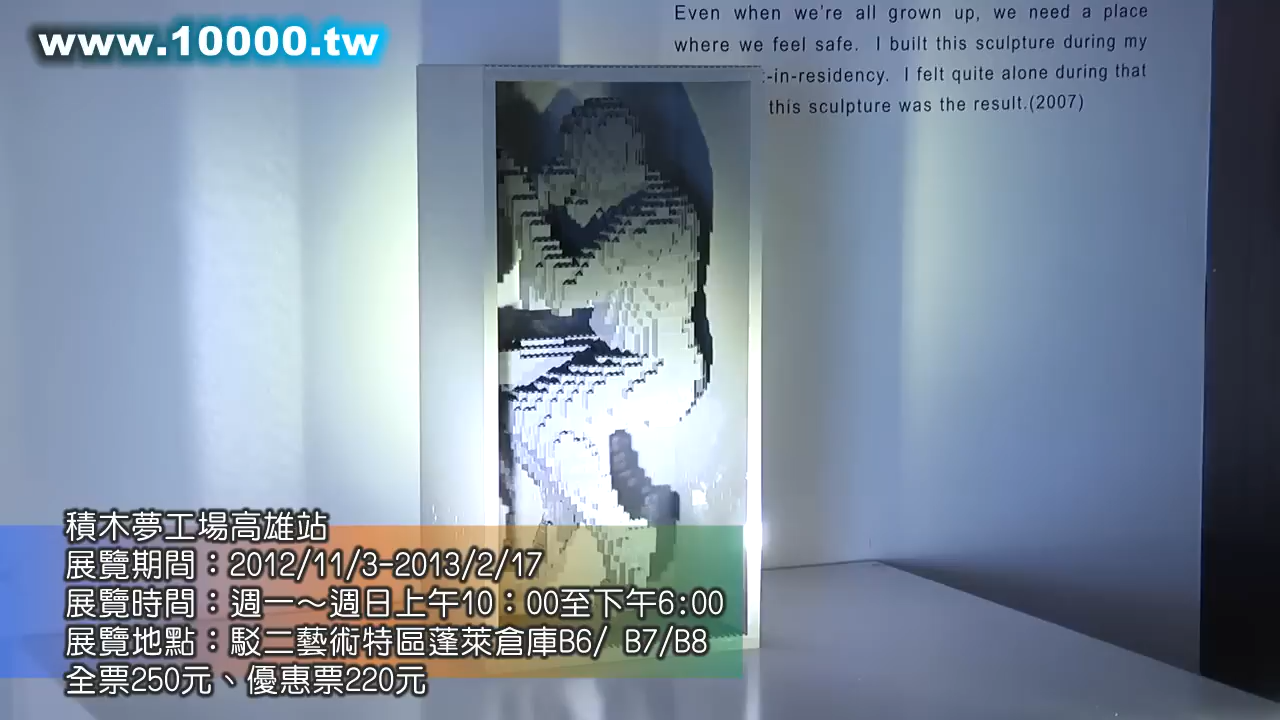 www.10000.tw
Even when we're all grown up, we need a place
where we feel safe. I built this sculpture during my
-in-residency. I felt quite alone during that
this sculpture was the result.(2007)
積木夢工場高雄站
展覽期間：2012/11/3-2013/2/17
展覽時間：週一～週日上午10：00至下午6:00
展覽地點：駁二藝術特區蓬萊倉庫B6/ B7/B8
全票250元、優惠票220元